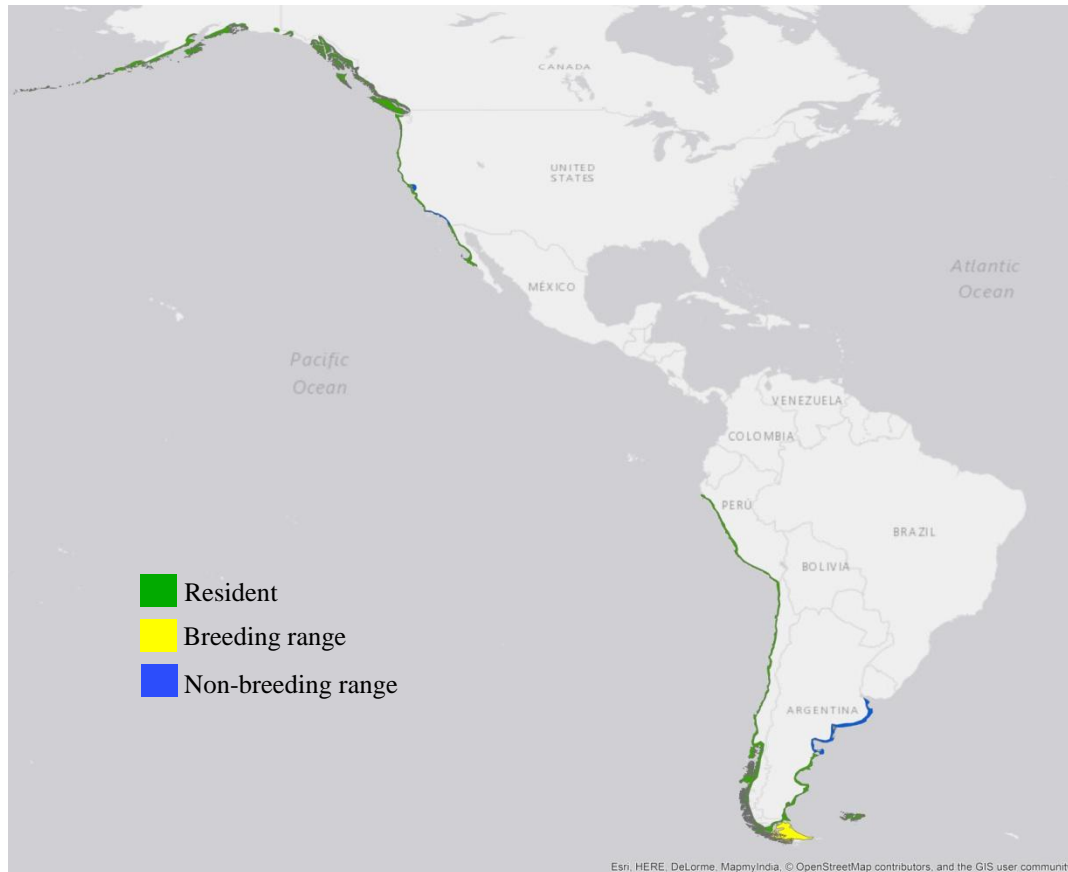 CANADA
UNITED
STATES
Atlantic
Ocean
MÉXICO
Pacific
Ocean
VENEZUELA
COLOMBIA
PERÚ
BRAZIL
BOLIVIA
Resident
Breeding range
Non-breeding range
ARGENTINA
Esri, HERE, DeLorme, MapmyIndia, © OpenStreetMap contributors, and the GIS user communit